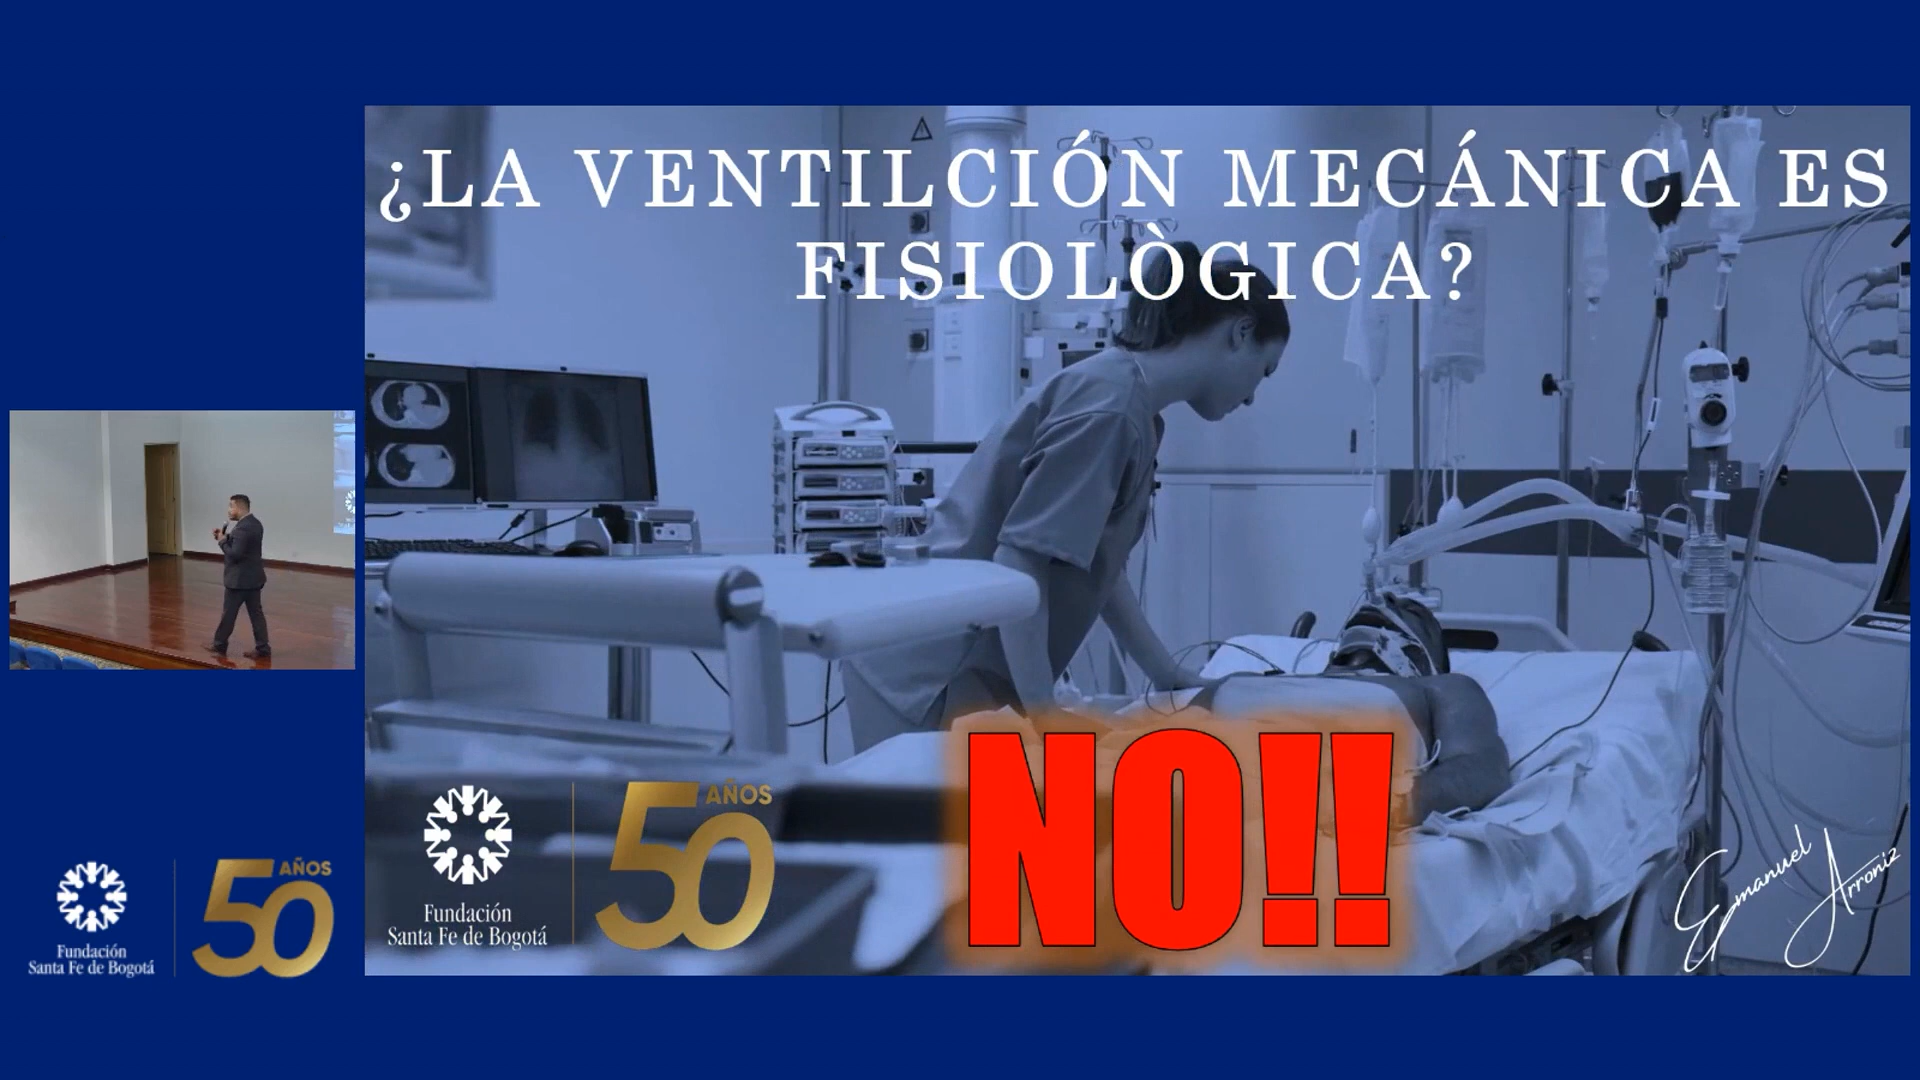 ¿LA VENTILCIÓN MECÁNICA ES
FISIOLÒGICA?
NO!!
Fundación
Santa Fe de Bogotá
50 AÑOS
Emanuel
Arroniz
Fundación
Santa Fe de Bogotá
50 AÑOS